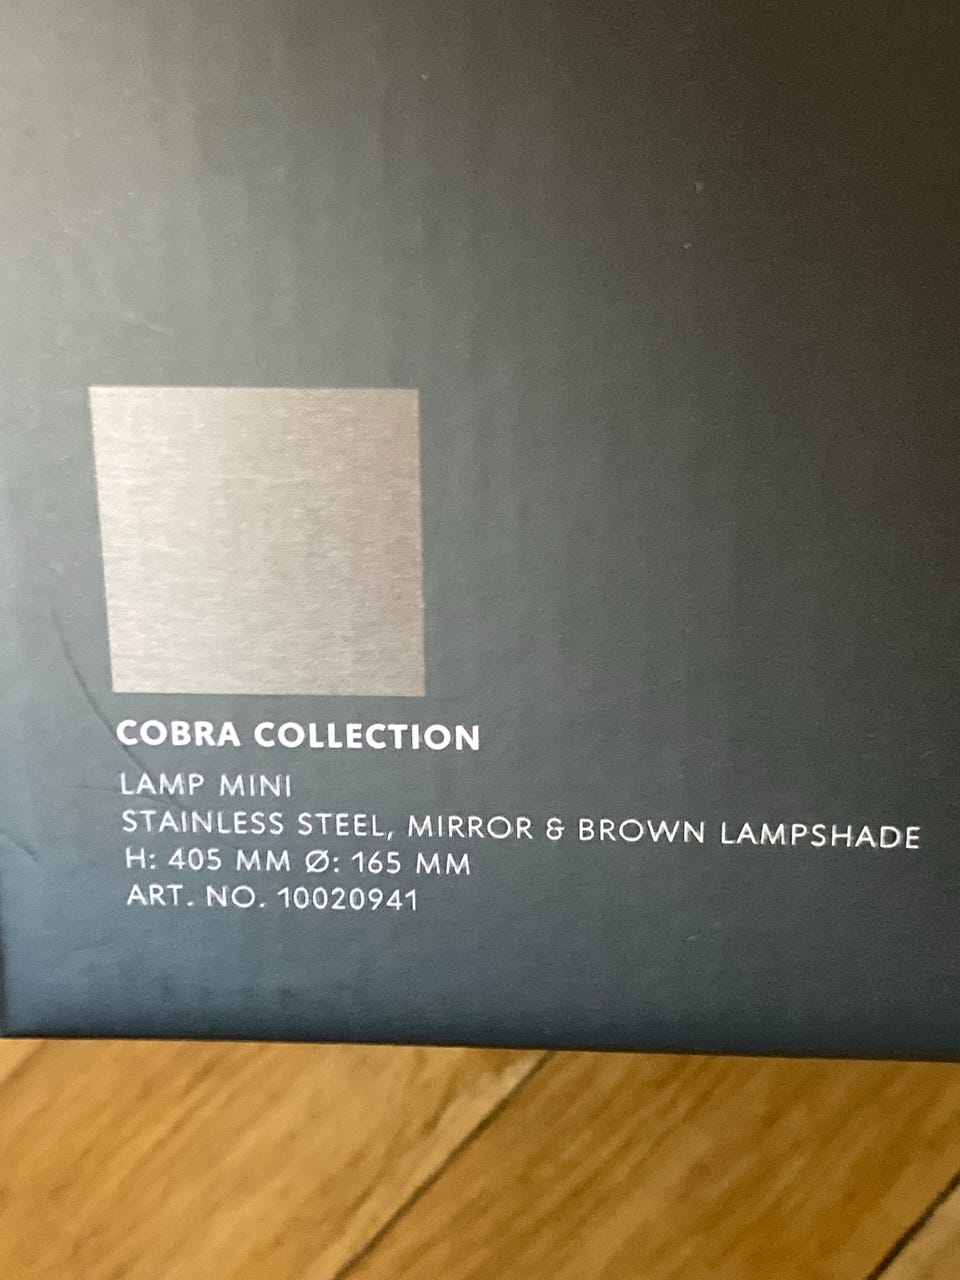 COBRA COLLECTION
LAMP MINI
STAINLESS STEEL, MIRROR & BROWN LAMPSHADE
H: 405 MM Ø: 165 MM
ART. NO. 10020941